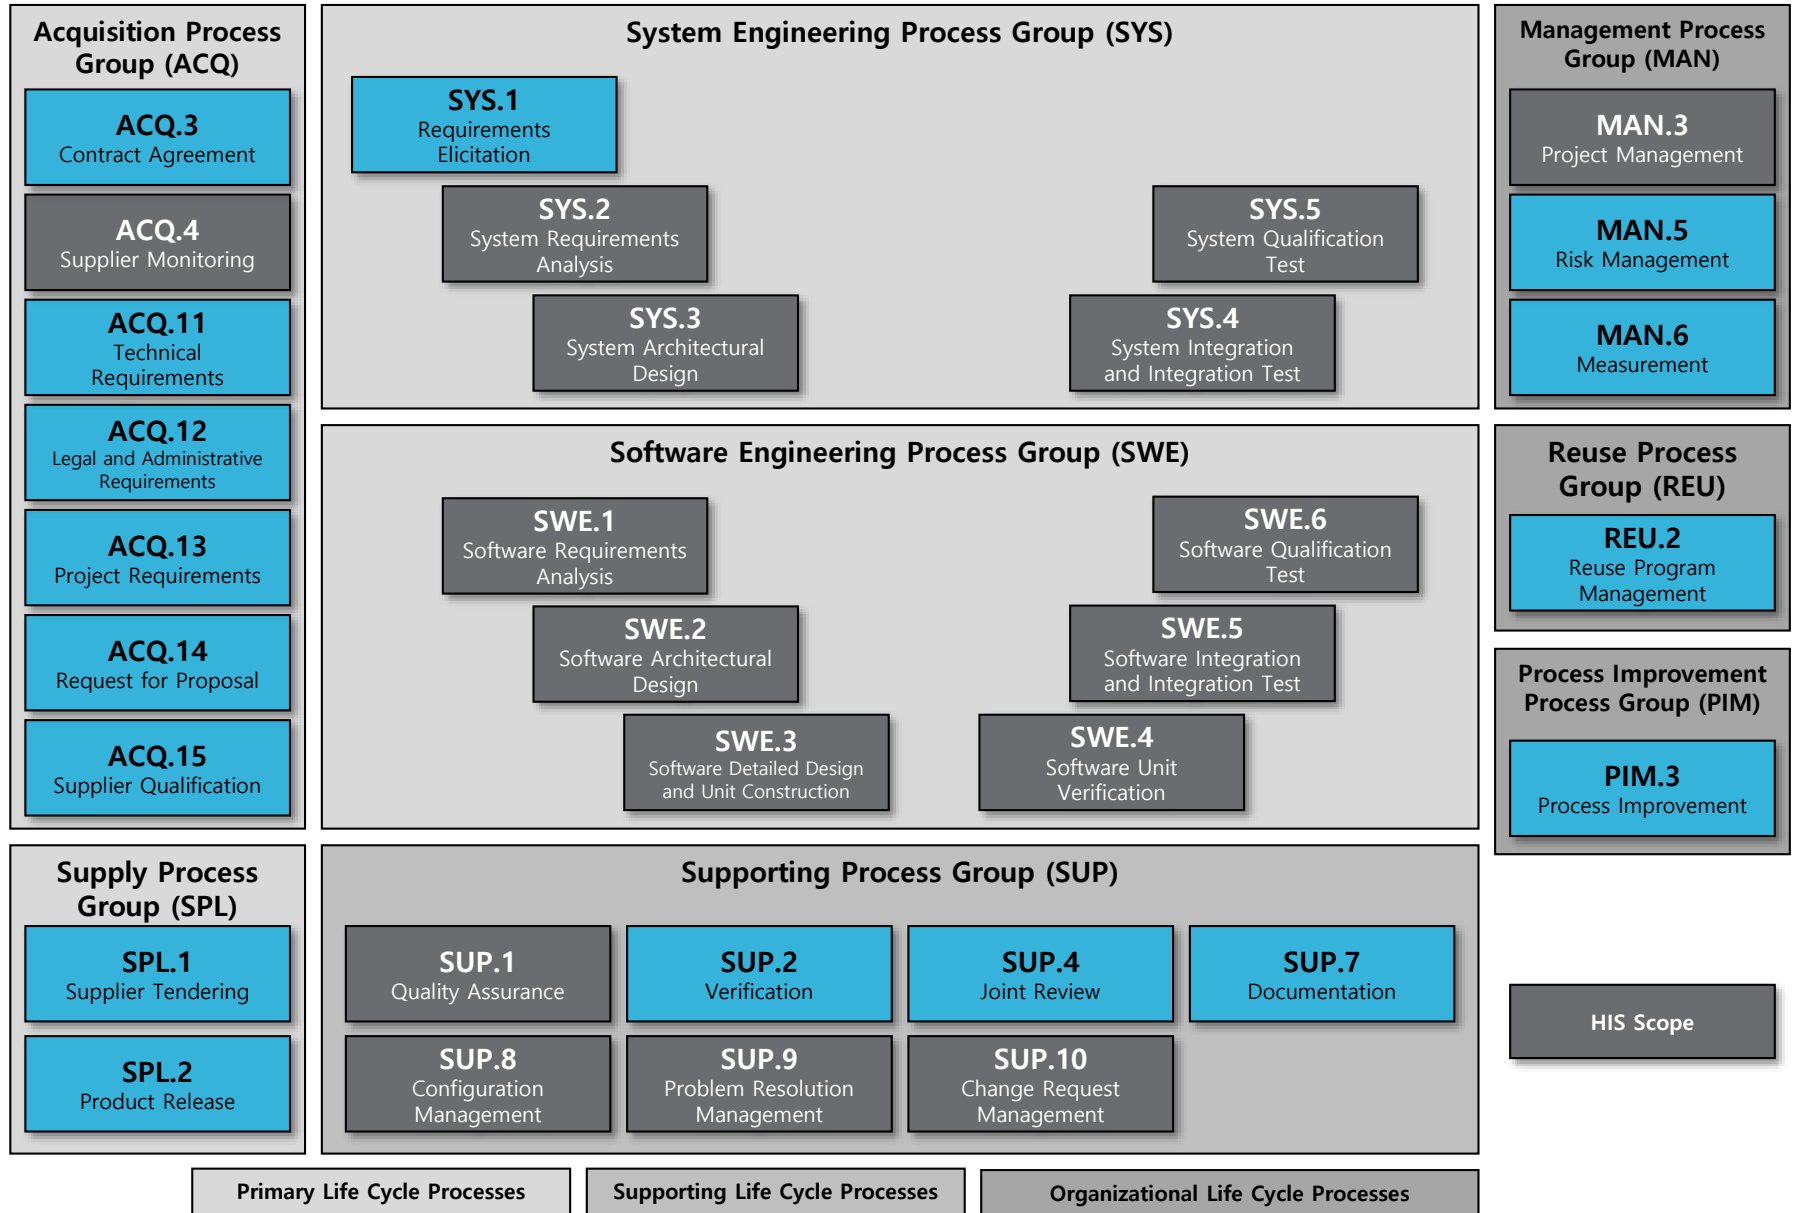 Acquisition Process
Group (ACQ)
ACQ.3
Contract Agreement
ACQ.4
Supplier Monitoring
ACQ.11
Technical
Requirements
ACQ.12
Legal and Administrative
Requirements
ACQ.13
Project Requirements
ACQ.14
Request for Proposal
ACQ.15
Supplier Qualification
System Engineering Process Group (SYS)
SYS.1
Requirements
Elicitation
SYS.2
System Requirements
Analysis
SYS.3
System Architectural
Design
SYS.5
System Qualification
Test
SYS.4
System Integration
and Integration Test
Management Process
Group (MAN)
MAN.3
Project Management
MAN.5
Risk Management
MAN.6
Measurement
Software Engineering Process Group (SWE)
SWE.1
Software Requirements
Analysis
SWE.2
Software Architectural
Design
SWE.3
Software Detailed Design
and Unit Construction
SWE.6
Software Qualification
Test
SWE.5
Software Integration
and Integration Test
SWE.4
Software Unit
Verification
Reuse Process
Group (REU)
REU.2
Reuse Program
Management
Process Improvement
Process Group (PIM)
PIM.3
Process Improvement
Supply Process
Group (SPL)
SPL.1
Supplier Tendering
SPL.2
Product Release
Supporting Process Group (SUP)
SUP.1
Quality Assurance
SUP.2
Verification
SUP.4
Joint Review
SUP.7
Documentation
SUP.8
Configuration
Management
SUP.9
Problem Resolution
Management
SUP.10
Change Request
Management
HIS Scope
Primary Life Cycle Processes
Supporting Life Cycle Processes
Organizational Life Cycle Processes